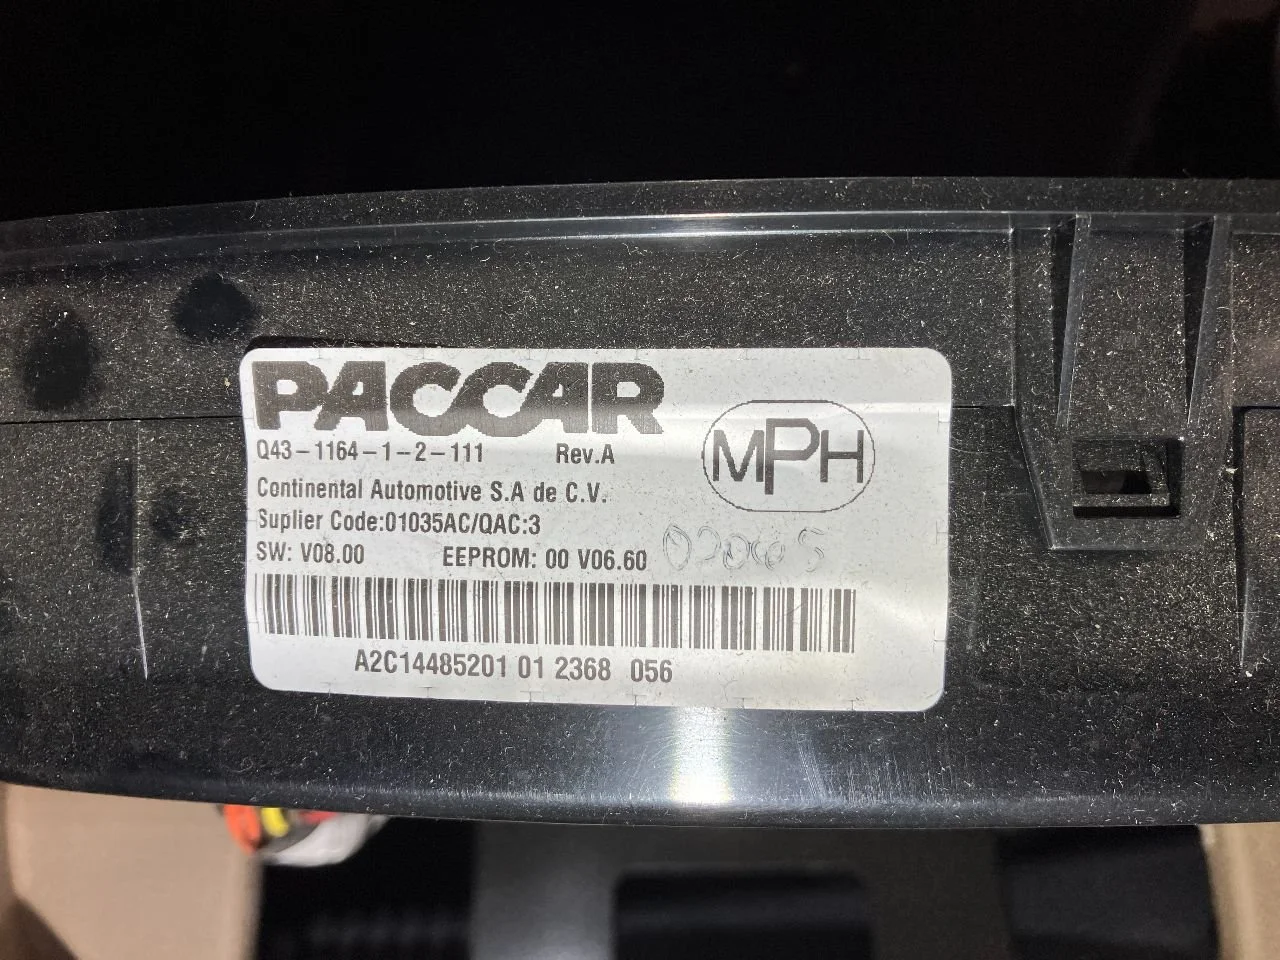 PACCAR
Q43-1164-1-2-111 Rev.A
MPH
Continental Automotive S.A de C.V.
Suplier Code:01035AC/QAC:3
SW: V08.00 EEPROM: 00 V06.60
A2C14485201 01 2368 056